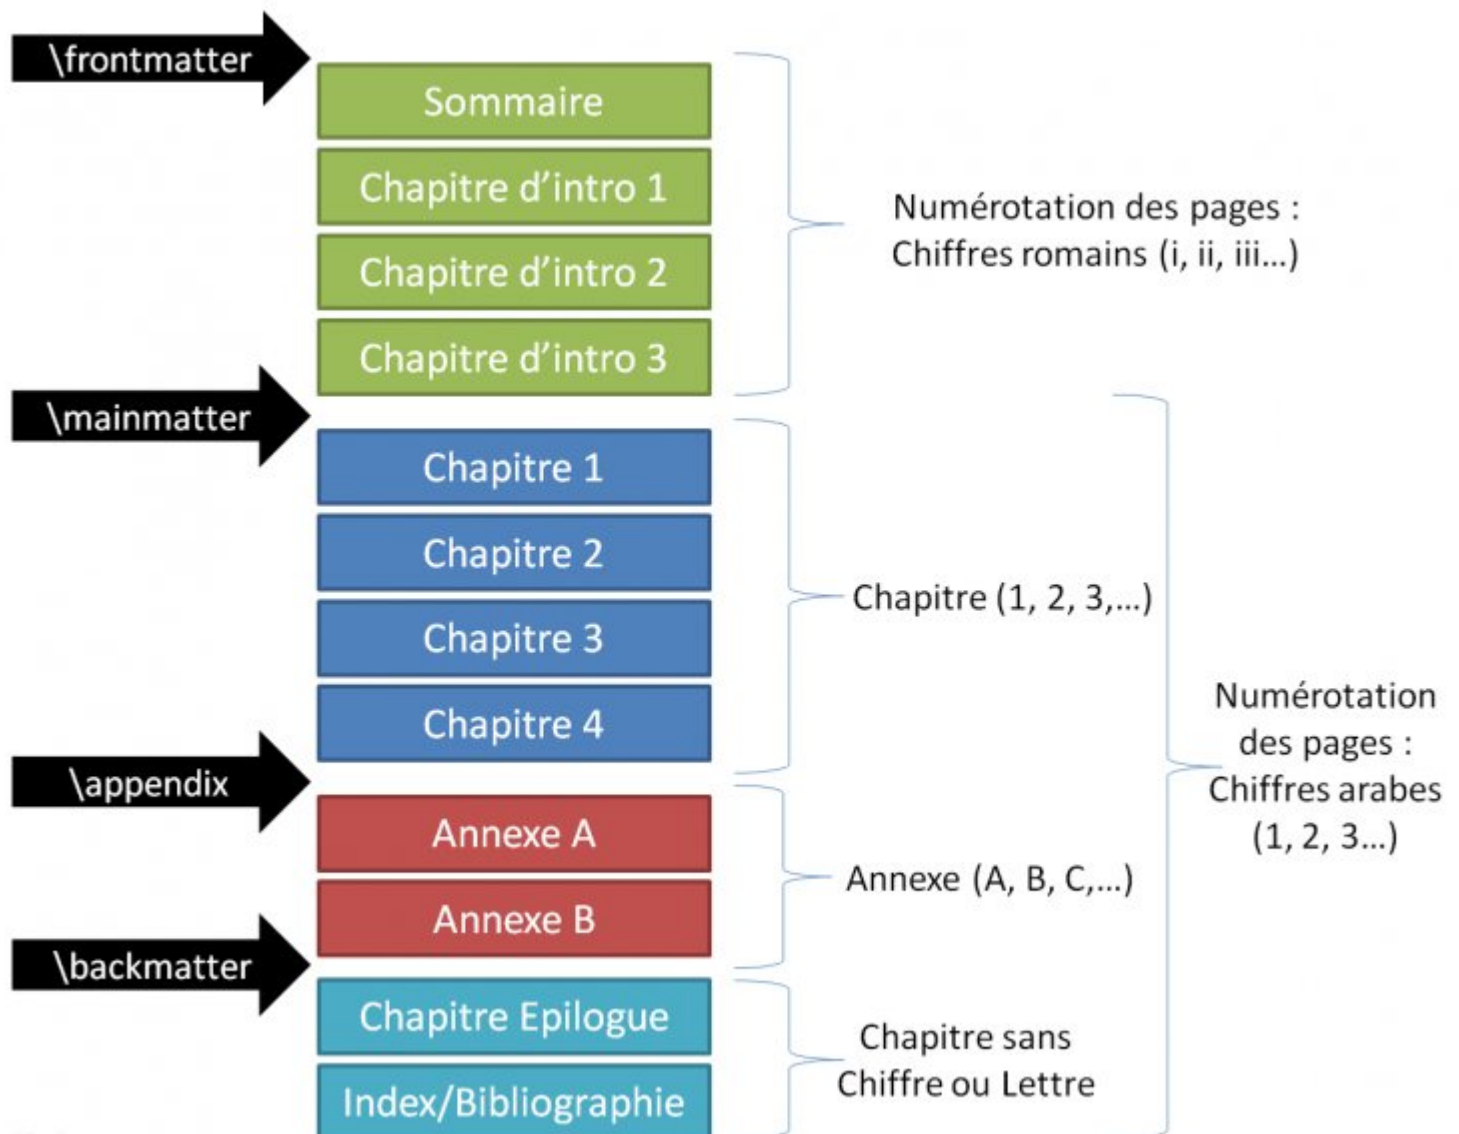 \frontmatter
Sommaire
Chapitre d’intro 1
Chapitre d’intro 2
Chapitre d’intro 3
Numérotation des pages :
Chiffres romains (i, ii, iii…)
\mainmatter
Chapitre 1
Chapitre 2
Chapitre 3
Chapitre 4
Chapitre (1, 2, 3,…)
\appendix
Annexe A
Annexe B
Annexe (A, B, C,…)
\backmatter
Chapitre Epilogue
Index/Bibliographie
Chapitre sans
Chiffre ou Lettre
Numérotation
des pages :
Chiffres arabes
(1, 2, 3…)